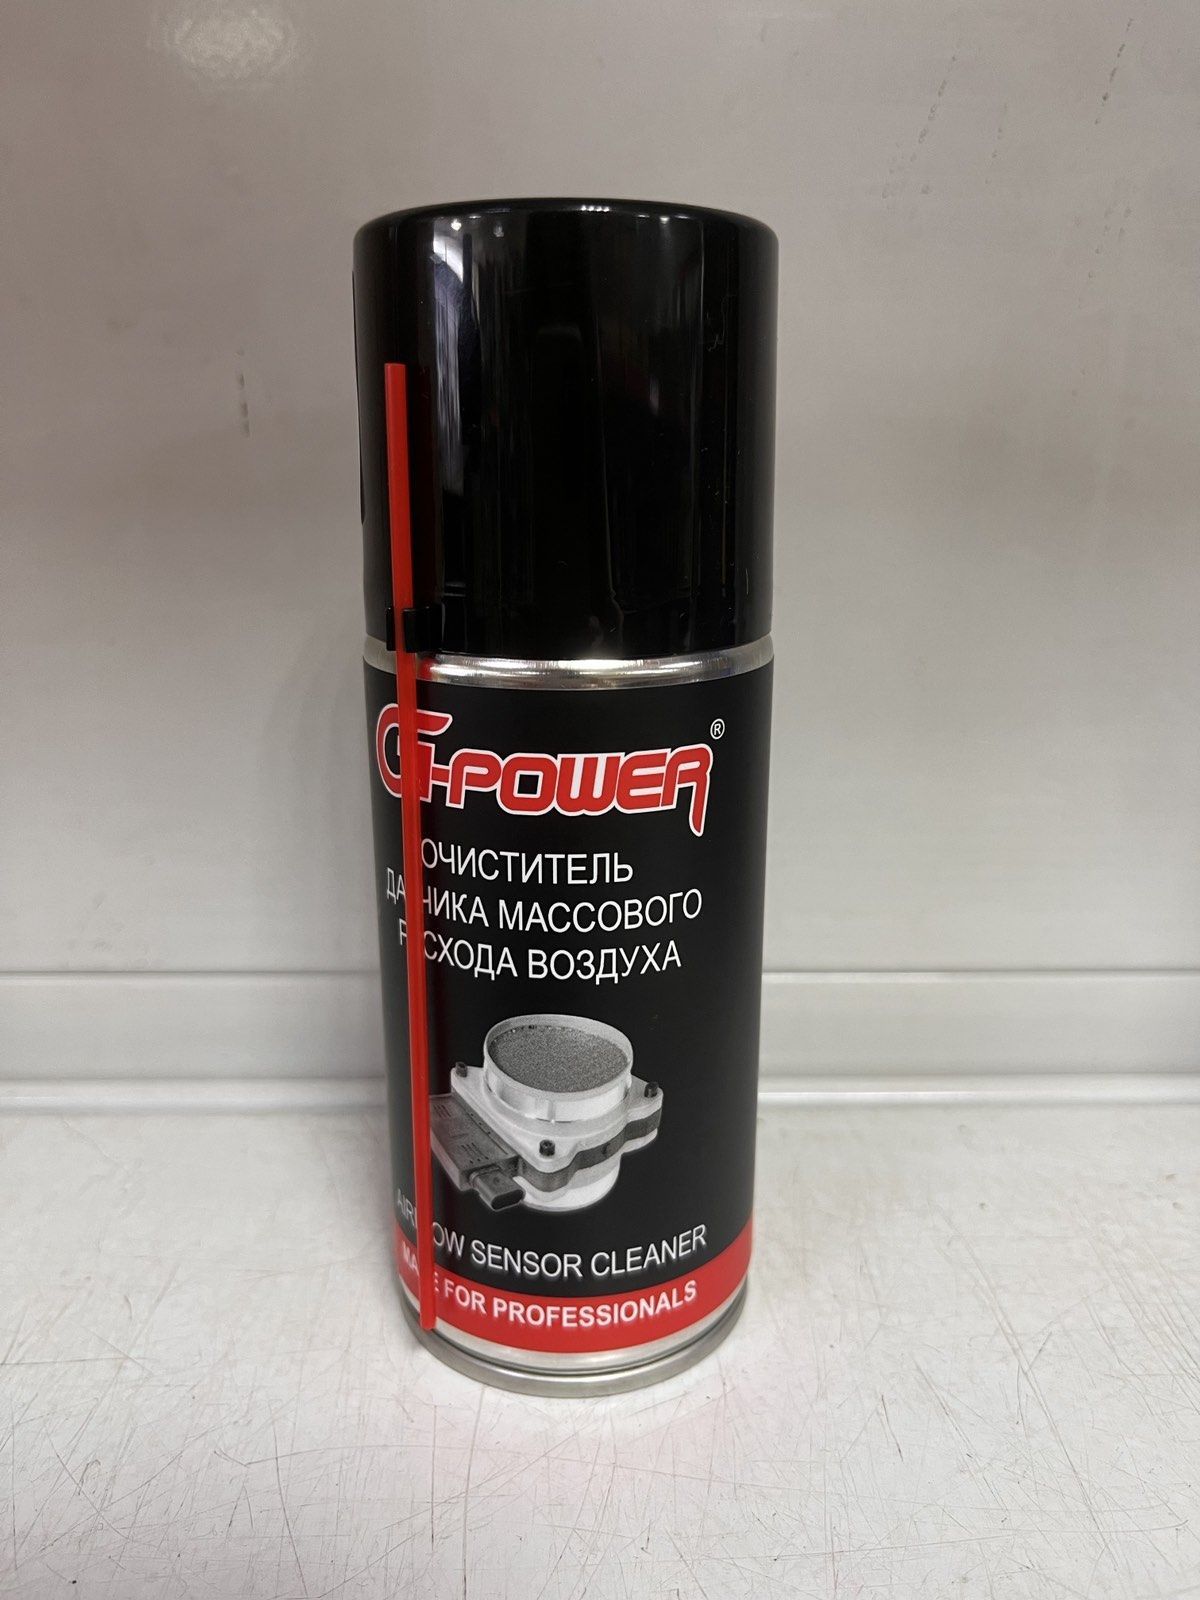 G-POWER®
ОЧИСТИТЕЛЬ
ДАТЧИКА МАССОВОГО
РАСХОДА ВОЗДУХА
AIRFLOW SENSOR CLEANER
MADE FOR PROFESSIONALS